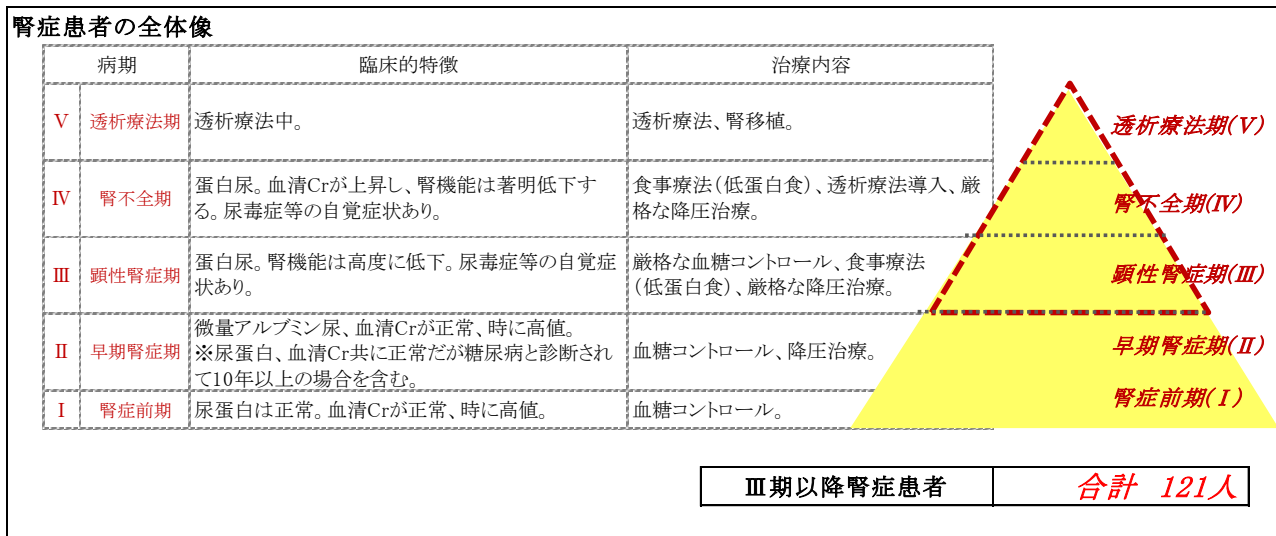 腎症患者の全体像
病期 臨床的特徴 治療内容
Ⅴ 透析療法期 透析療法中。 透析療法、腎移植。
Ⅳ 腎不全期
蛋白尿。血清Crが上昇し、腎機能は著明低下す
る。尿毒症等の自覚症状あり。
食事療法(低蛋白食)、透析療法導入、厳
格な降圧治療。
Ⅲ 顕性腎症期
蛋白尿。腎機能は高度に低下。尿毒症等の自覚症
状あり。
厳格な血糖コントロール、食事療法
(低蛋白食)、厳格な降圧治療。
Ⅱ 早期腎症期
微量アルブミン尿、血清Crが正常、時に高値。
※尿蛋白、血清Cr共に正常だが糖尿病と診断され
て10年以上の場合を含む。
血糖コントロール、降圧治療。
Ⅰ 腎症前期 尿蛋白は正常。血清Crが正常、時に高値。 血糖コントロール。
透析療法期(Ⅴ)
腎不全期(Ⅳ)
顕性腎症期(Ⅲ)
早期腎症期(Ⅱ)
腎症前期(Ⅰ)
Ⅲ期以降腎症患者 合計 121人